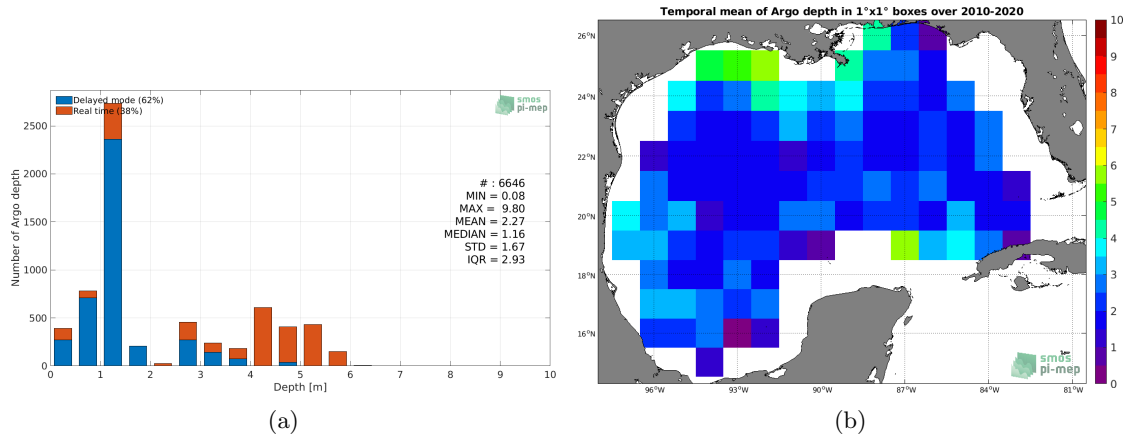 Delayed mode (62%)
Real time (38%)
smos
pi-mep
# : 6646
MIN = 0.08
MAX = 9.80
MEAN = 2.27
MEDIAN = 1.16
STD = 1.67
IQR = 2.93
Number of Argo depth
2500
2000
1500
1000
500
0
0 1 2 3 4 5 6 7 8 9 10
Depth [m]
(a)
Temporal mean of Argo depth in 1°x1° boxes over 2010-2020
26°N
24°N
22°N
20°N
18°N
16°N
96°W 93°W 90°W 87°W 84°W 81°W
smos
pi-mep
10
9
8
7
6
5
4
3
2
1
0
(b)